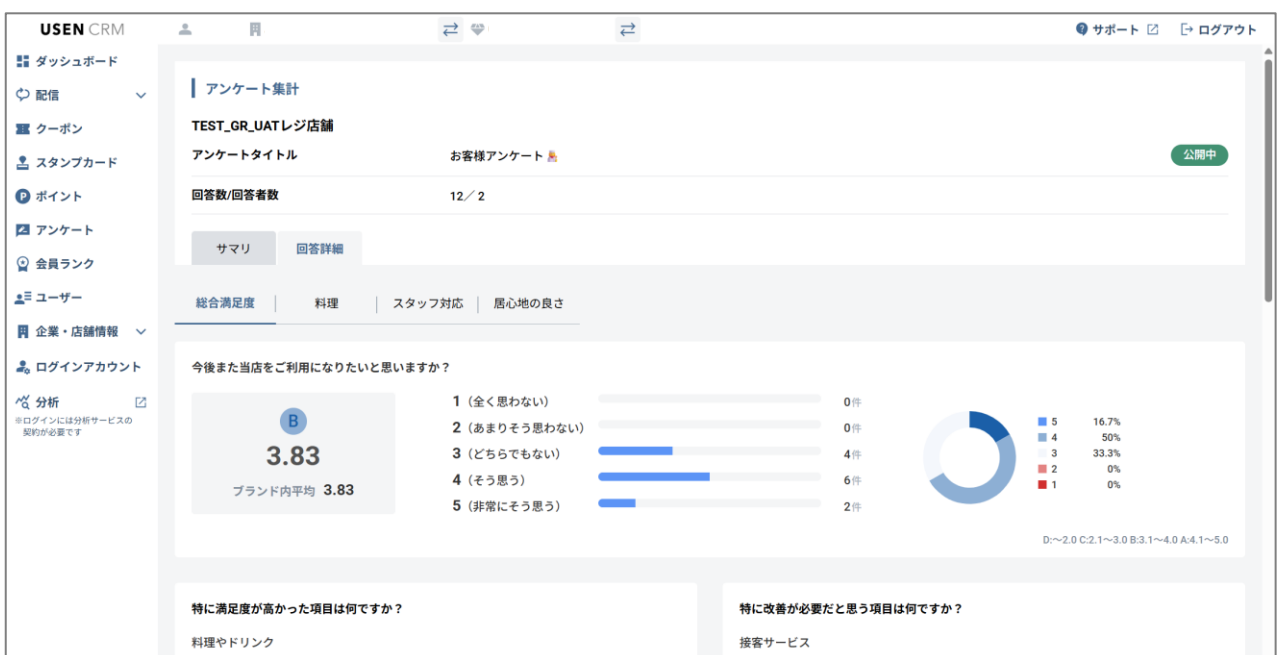 USEN CRM
サポート
ログアウト
ダッシュボード
配信
クーポン
スタンプカード
ポイント
アンケート
会員ランク
ユーザー
企業・店舗情報
ログインアカウント
分析
※ログインには分析サービスの
契約が必要です
アンケート集計
TEST_GR_UATレジ店舗
アンケートタイトル お客様アンケート 公開中
回答数/回答者数 12／2
サマリ 回答詳細
総合満足度 料理 スタッフ対応 居心地の良さ
今後また当店をご利用になりたいと思いますか？
B
3.83
ブランド内平均 3.83
1（全く思わない） 0件
2（あまりそう思わない） 0件
3（どちらでもない） 4件
4（そう思う） 6件
5（非常にそう思う） 2件
5 16.7%
4 50%
3 33.3%
2 0%
1 0%
D:～2.0 C:2.1～3.0 B:3.1～4.0 A:4.1～5.0
特に満足度が高かった項目は何ですか？
料理やドリンク
特に改善が必要だと思う項目は何ですか？
接客サービス